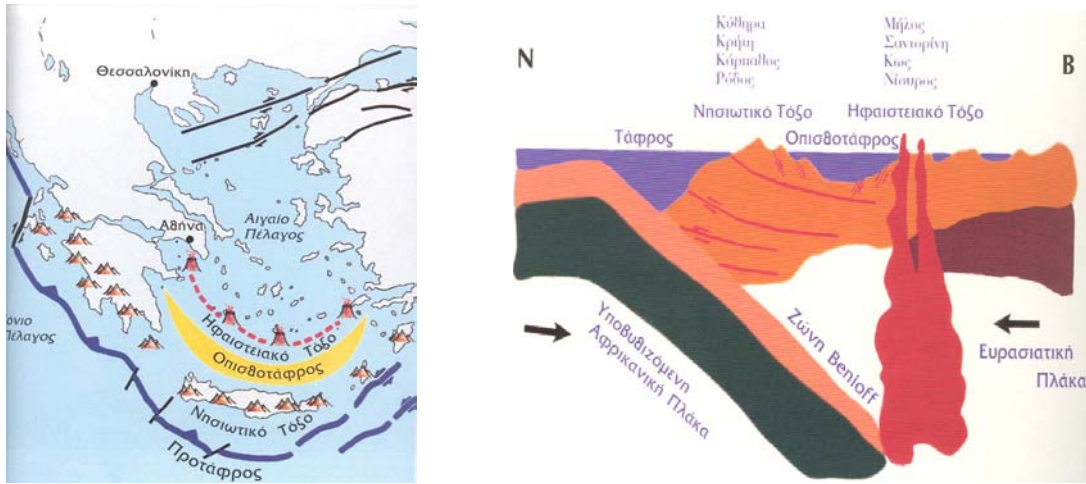 Θεσσαλονίκη
Αιγαίο
Πέλαγος
Αθήνα
όνιο
Πέλαγος
Ηφαιστειακό Τόξο
Οπισθοτάφρος
Νησιωτικό Τόξο
Προτάφρος
Ν
Β
Κύθηρα
Κρήτη
Κάρπαθος
Ρόδος
Μήλος
Σαντορίνη
Κως
Νίσυρος
Νησιωτικό Τόξο
Ηφαιστειακό Τόξο
Τάφρος
Οπισθοτάφρος
Υποβυθιζόμενη
Αφρικανική Πλάκα
Ζώνη Benioff
Ευρασιατική
Πλάκα